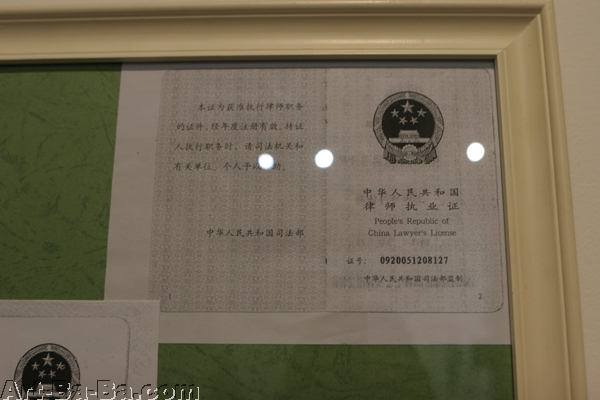 本证为获准执行律师职务
的证件，经年度注册有效。持证
人执行职务时，请司法机关和
有关单位、个人予以 助。
中华人民共和国司法部
1
中华人民共和国
律师执业证
People's Republic of
China Lawyer's License
证号： 0920051208127
中华人民共和国司法部监制
2
Art-Ba-Ba.com